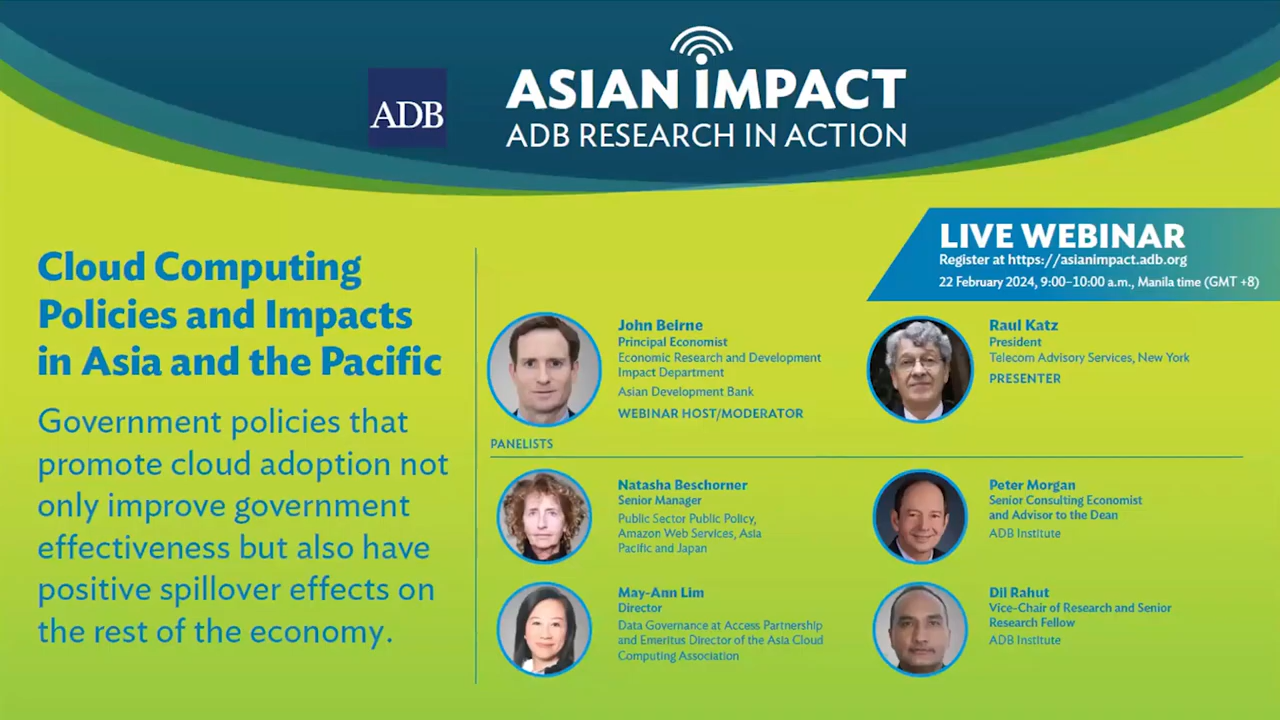 ADB
ASIAN IMPACT
ADB RESEARCH IN ACTION
LIVE WEBINAR
Register at https://asianimpact.adb.org
22 February 2024, 9:00–10:00 a.m., Manila time (GMT +8)
Cloud Computing
Policies and Impacts
in Asia and the Pacific
Government policies that
promote cloud adoption not
only improve government
effectiveness but also have
positive spillover effects on
the rest of the economy.
John Beirne
Principal Economist
Economic Research and Development
Impact Department
Asian Development Bank
WEBINAR HOST/MODERATOR
Raul Katz
President
Telecom Advisory Services, New York
PRESENTER
PANELISTS
Natasha Beschorner
Senior Manager
Public Sector Public Policy,
Amazon Web Services, Asia
Pacific and Japan
Peter Morgan
Senior Consulting Economist
and Advisor to the Dean
ADB Institute
May-Ann Lim
Director
Data Governance at Access Partnership
and Emeritus Director of the Asia Cloud
Computing Association
Dil Rahut
Vice-Chair of Research and Senior
Research Fellow
ADB Institute